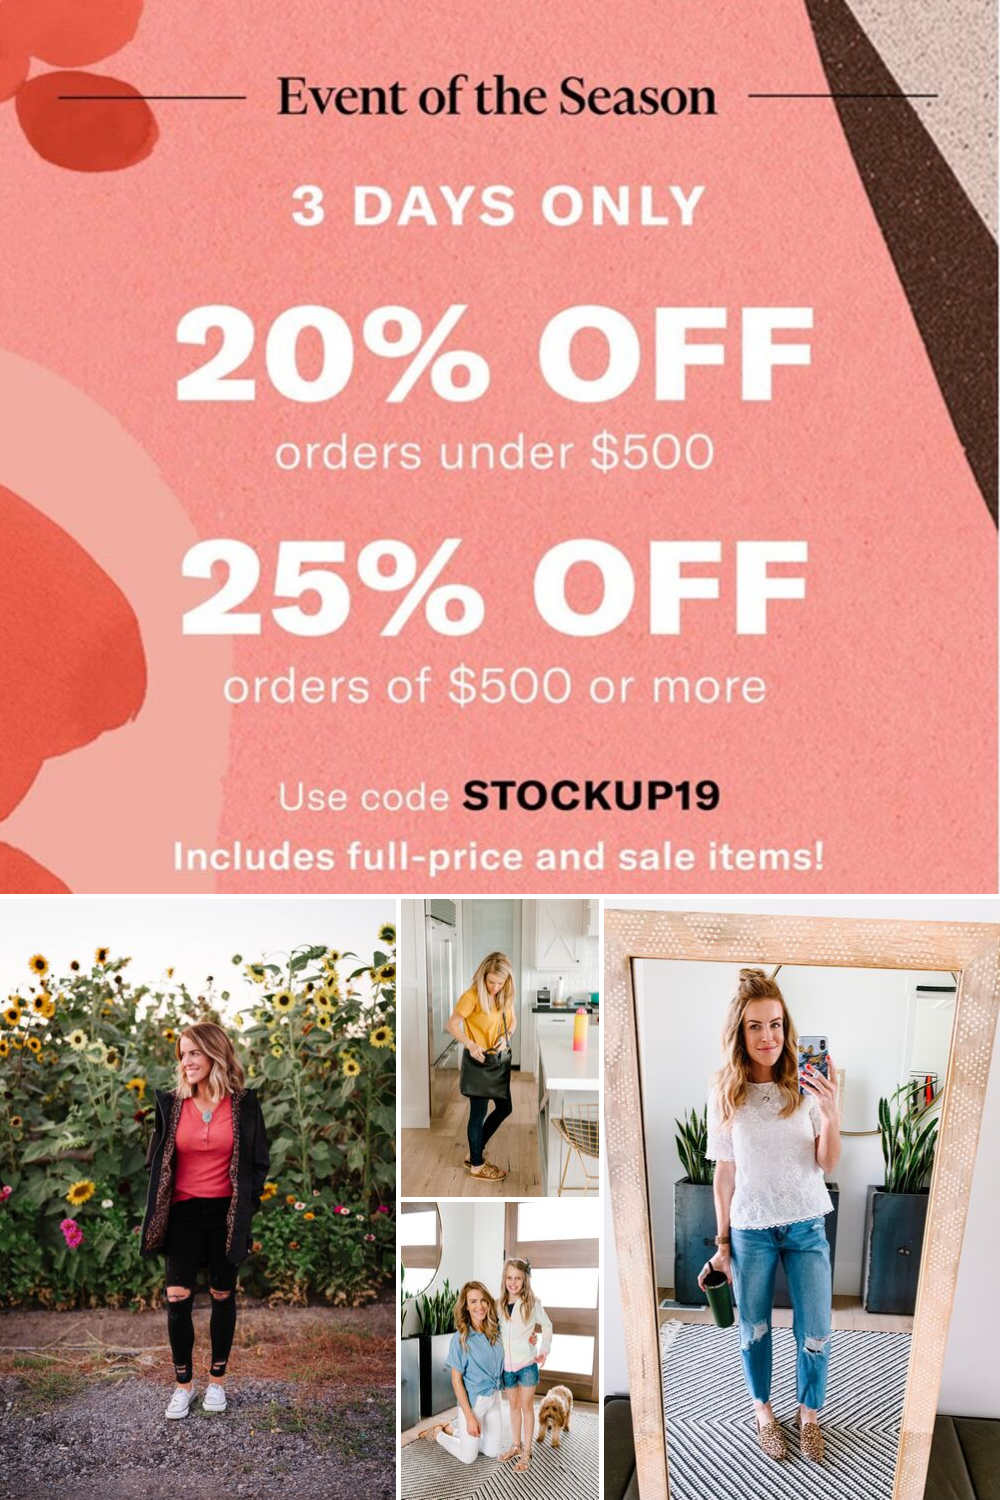 Event of the Season
3 DAYS ONLY
20% OFF
orders under $500
25% OFF
orders of $500 or more
Use code STOCKUP19
Includes full-price and sale items!